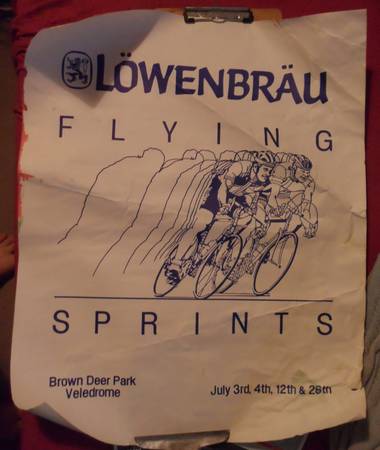 LÖWENBRÄU
FLYING
SPRINTS
Brown Deer Park
Veledrome
July 3rd, 4th, 12th & 26th